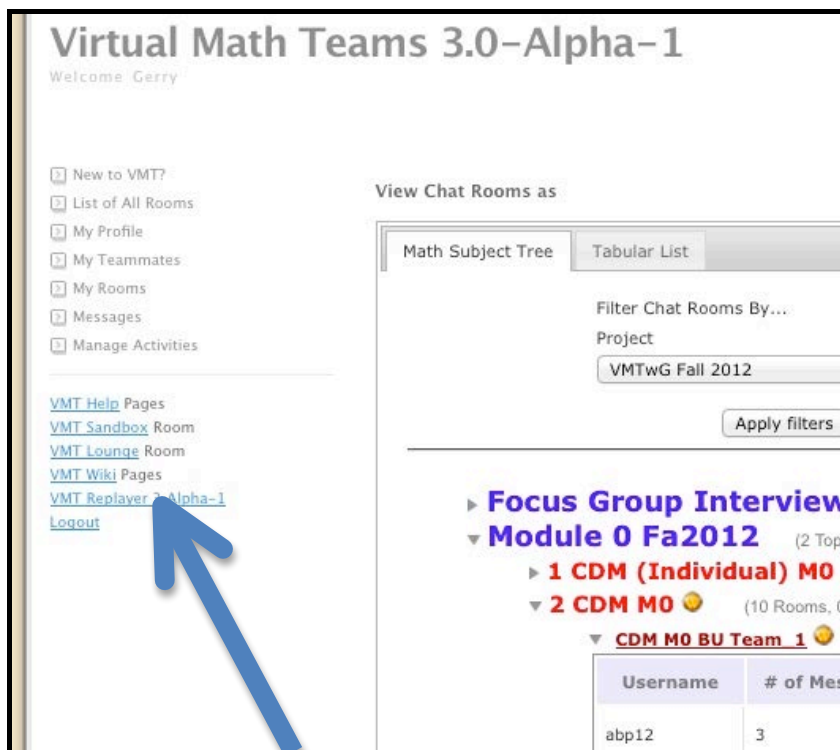 Virtual Math Teams 3.0-Alpha-1
Welcome Gerry
New to VMT?
List of All Rooms
My Profile
My Teammates
My Rooms
Messages
Manage Activities
VMT Help Pages
VMT Sandbox Room
VMT Lounge Room
VMT Wiki Pages
VMT Replayer Alpha-1
Logout
View Chat Rooms as
Math Subject Tree Tabular List
Filter Chat Rooms By...
Project
VMTwG Fall 2012
Apply filters
Focus Group Interview
Module 0 Fa2012 (2 Top
1 CDM (Individual) M0
2 CDM M0 (10 Rooms,
CDM M0 BU Team_1
Username # of Mes
abp12 3